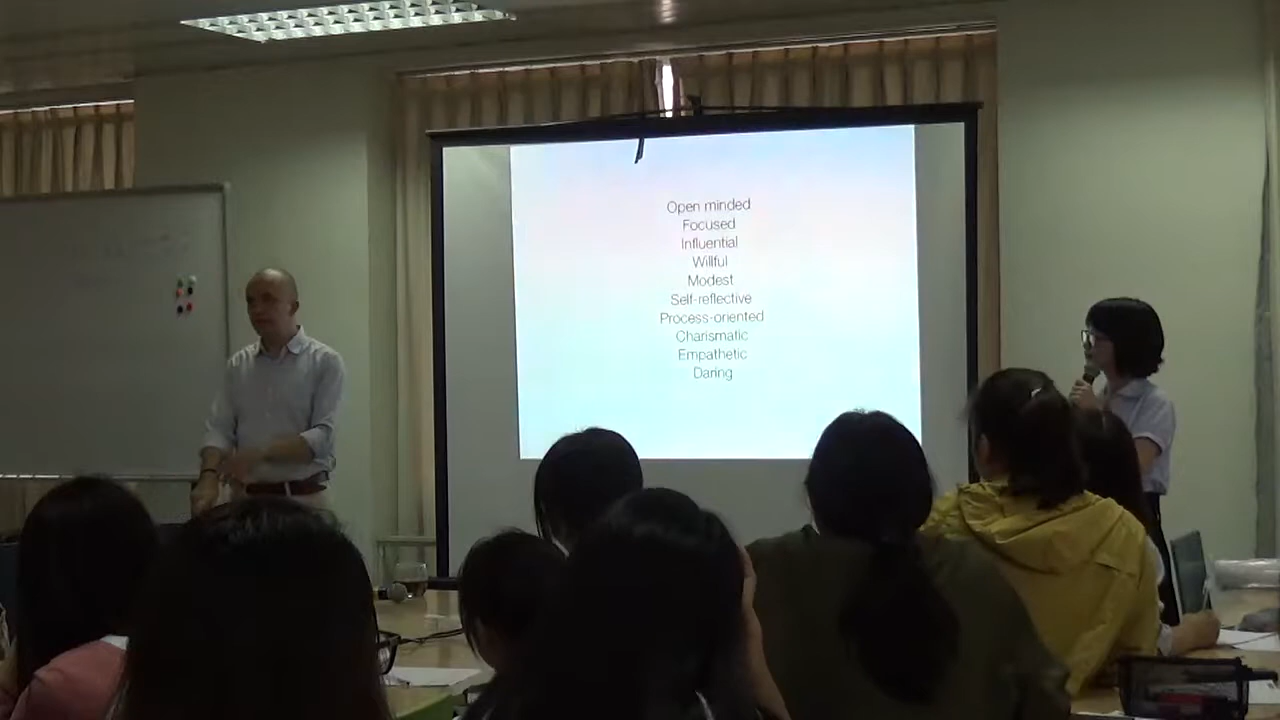 Open minded
Focused
Influential
Willful
Modest
Self-reflective
Process-oriented
Charismatic
Empathetic
Daring